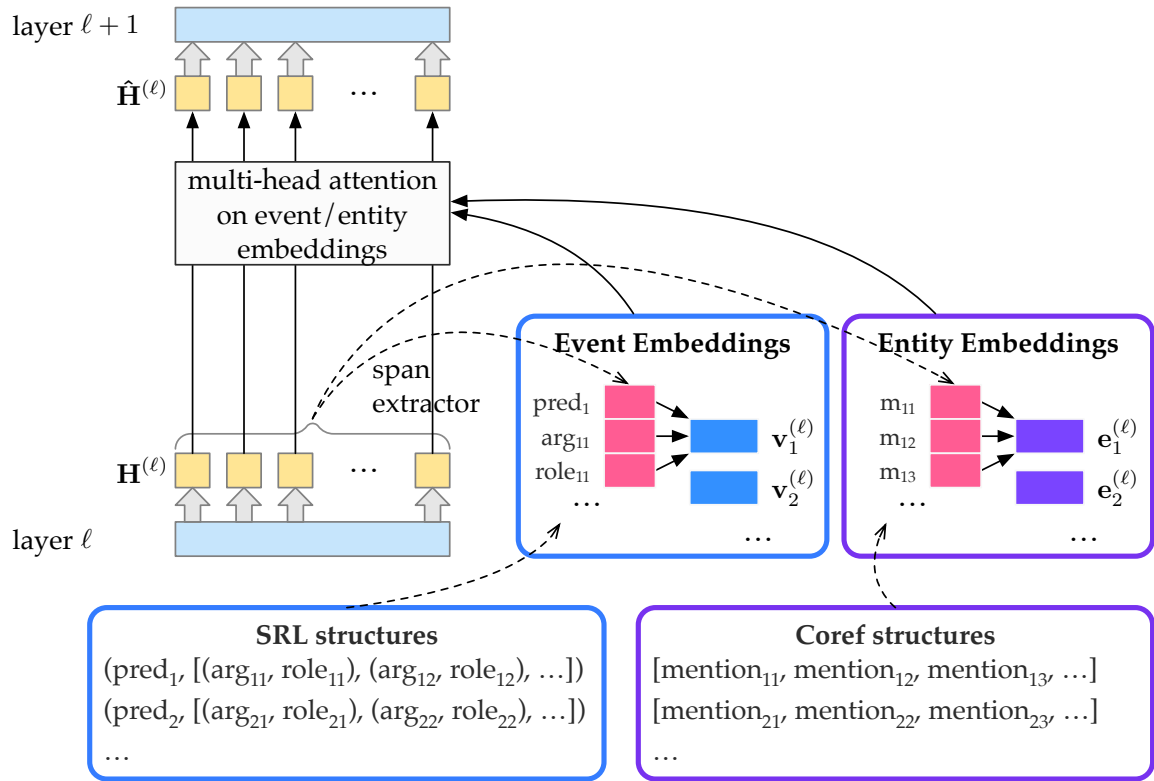 layer ℓ + 1
Ĥ^(ℓ)
...
multi-head attention
on event/entity
embeddings
span
extractor
H^(ℓ)
...
layer ℓ
Event Embeddings
pred₁
arg₁₁
role₁₁
...
v₁^(ℓ)
v₂^(ℓ)
...
Entity Embeddings
m₁₁
m₁₂
m₁₃
...
e₁^(ℓ)
e₂^(ℓ)
...
SRL structures
(pred₁, [(arg₁₁, role₁₁), (arg₁₂, role₁₂), ...])
(pred₂, [(arg₂₁, role₂₁), (arg₂₂, role₂₂), ...])
...
Coref structures
[mention₁₁, mention₁₂, mention₁₃, ...]
[mention₂₁, mention₂₂, mention₂₃, ...]
...